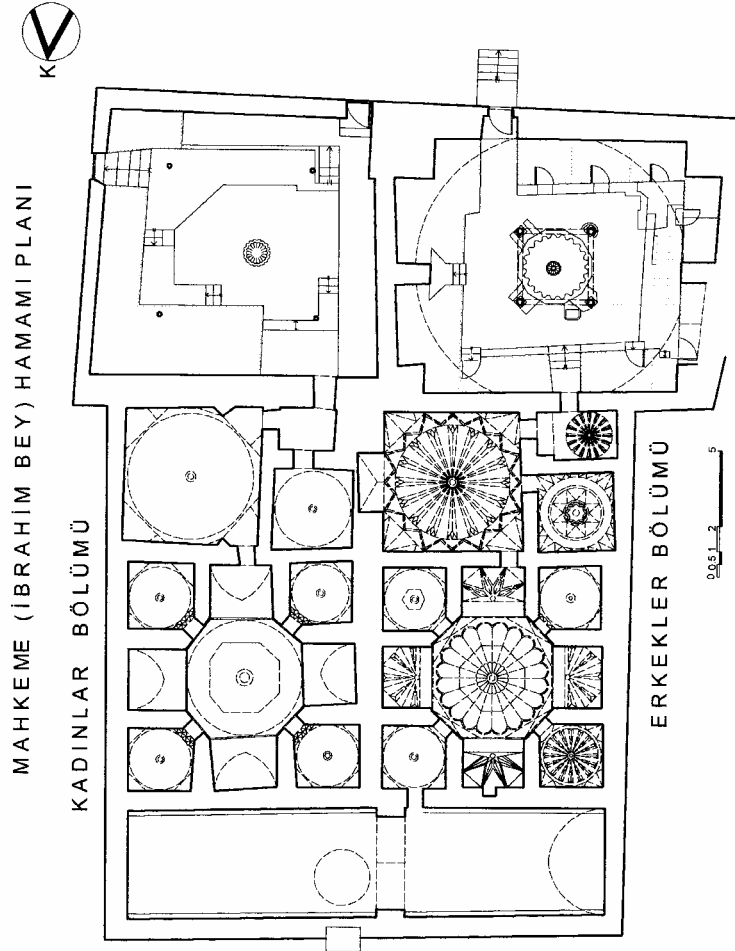 K
MAHKEME (İBRAHİM BEY) HAMAMI PLANI
KADINLAR BÖLÜMÜ
ERKEKLER BÖLÜMÜ
0 0.5 1 2 5